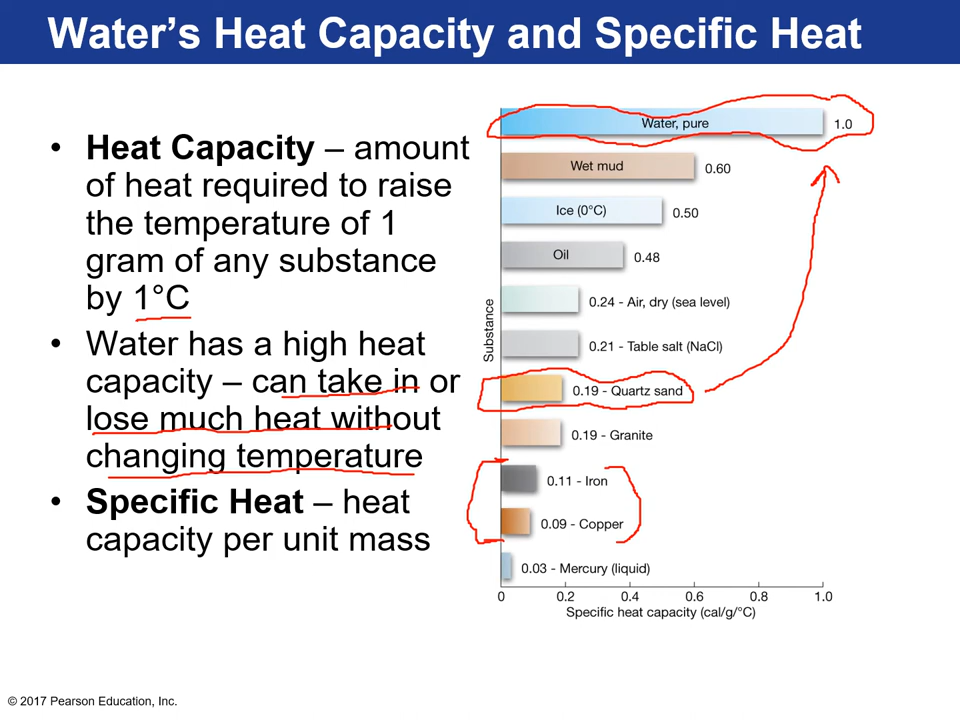 Water’s Heat Capacity and Specific Heat
• Heat Capacity – amount
of heat required to raise
the temperature of 1
gram of any substance
by 1°C
• Water has a high heat
capacity – can take in or
lose much heat without
changing temperature
• Specific Heat – heat
capacity per unit mass
Substance
Water, pure 1.0
Wet mud 0.60
Ice (0°C) 0.50
Oil 0.48
0.24 - Air, dry (sea level)
0.21 - Table salt (NaCl)
0.19 - Quartz sand
0.19 - Granite
0.11 - Iron
0.09 - Copper
0.03 - Mercury (liquid)
0 0.2 0.4 0.6 0.8 1.0
Specific heat capacity (cal/g/°C)
© 2017 Pearson Education, Inc.